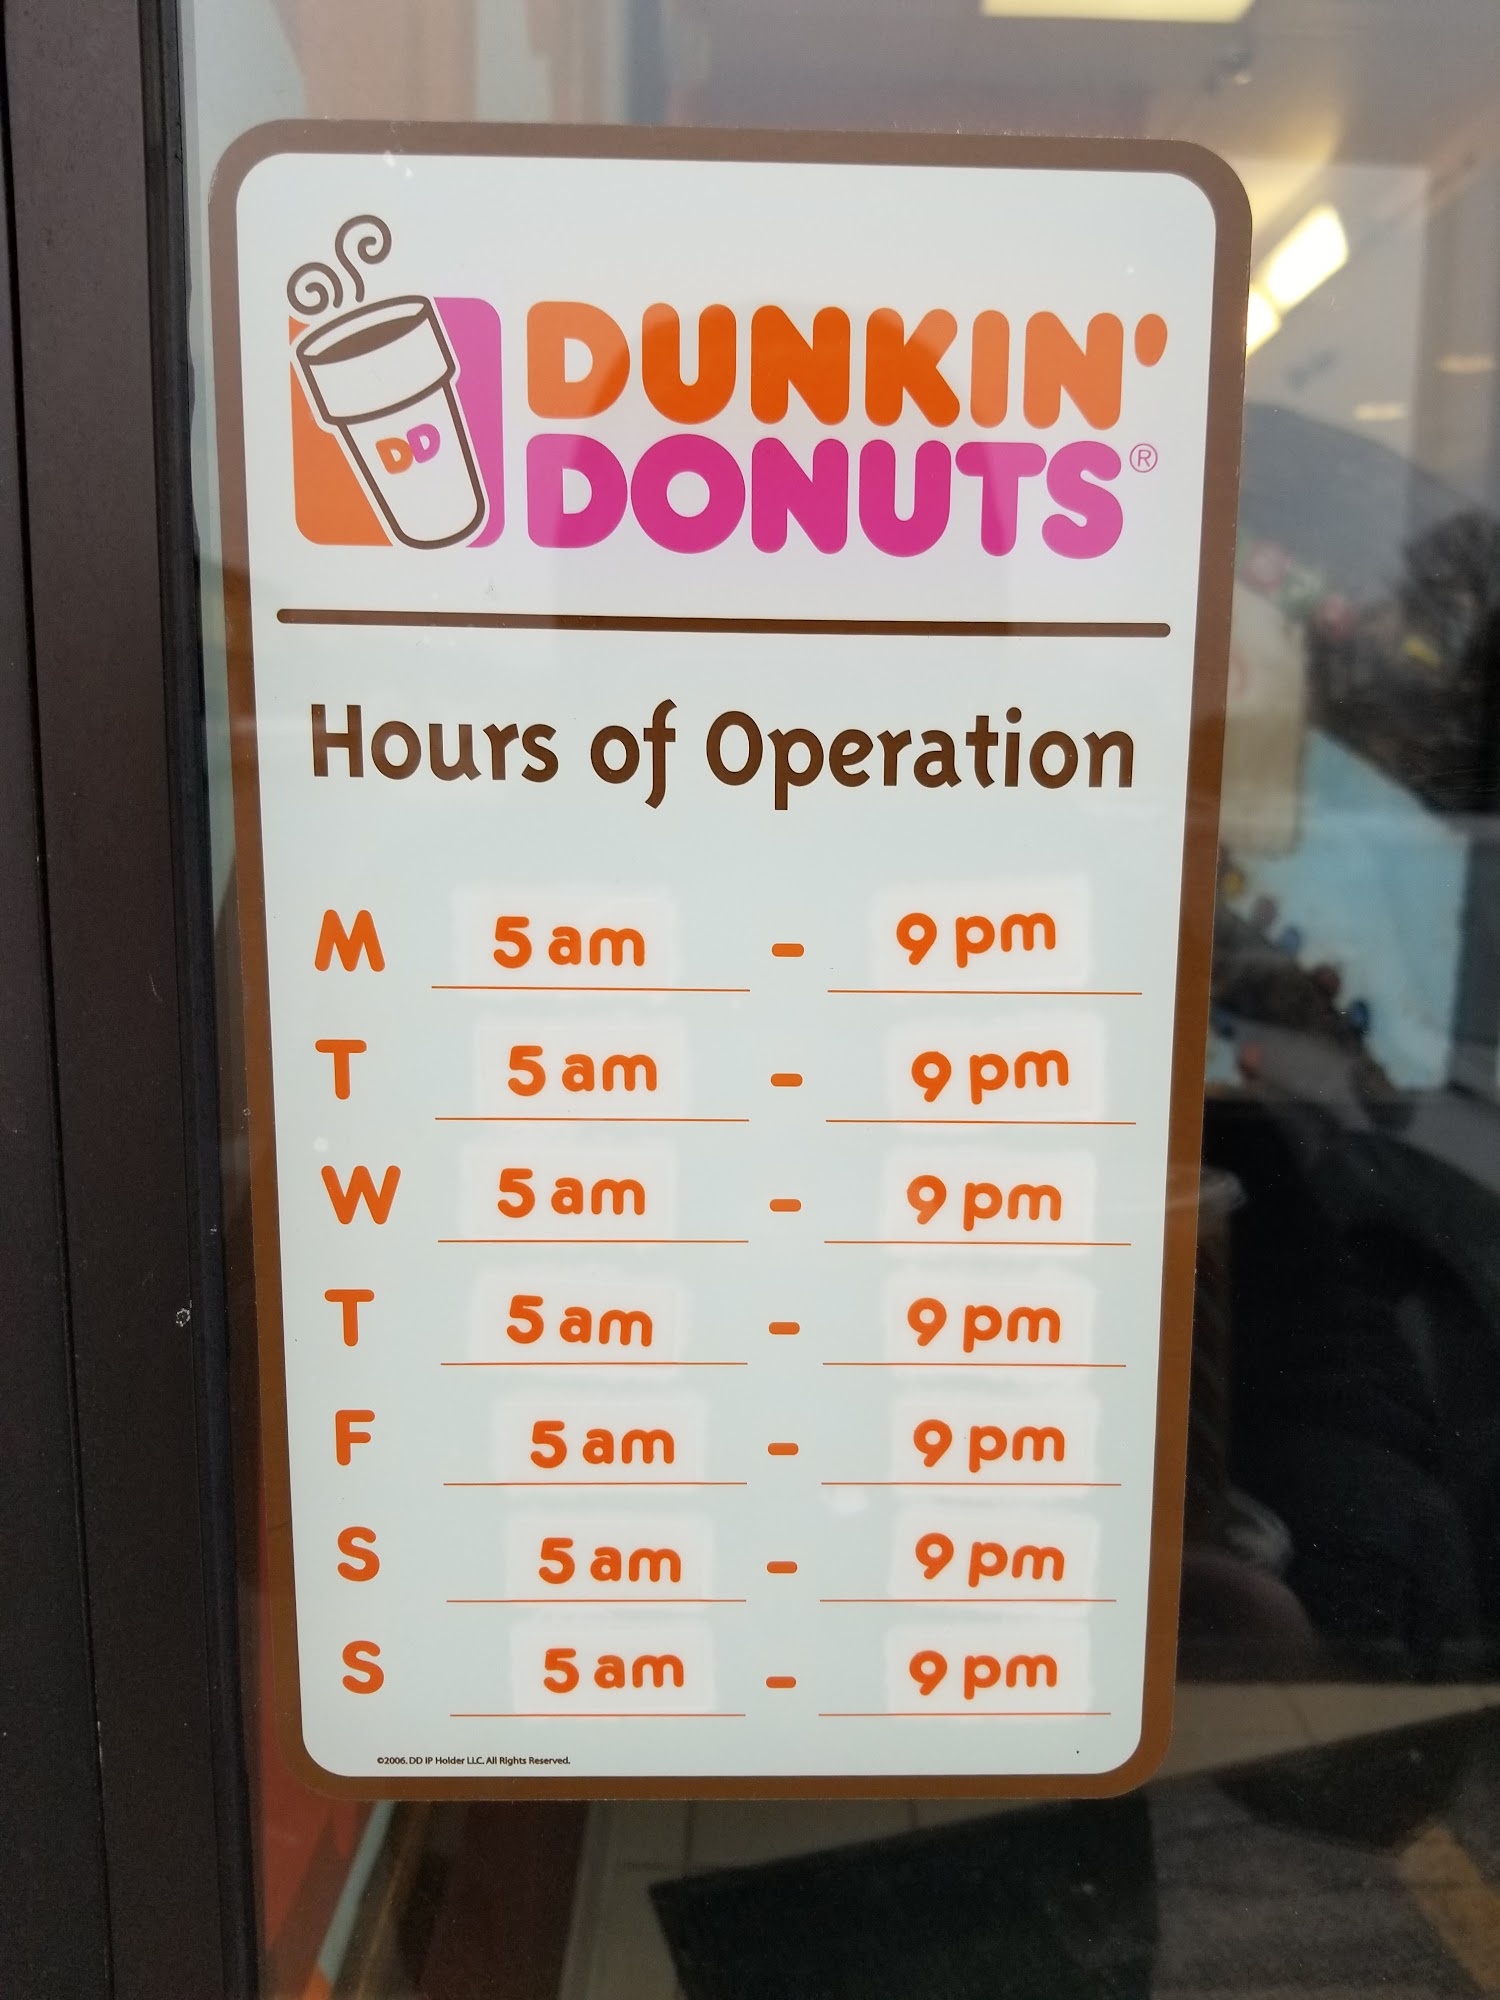 DD
DUNKIN'
DONUTS®
Hours of Operation
M 5 am - 9 pm
T 5 am - 9 pm
W 5 am - 9 pm
T 5 am - 9 pm
F 5 am - 9 pm
S 5 am - 9 pm
S 5 am - 9 pm
©2006. DD IP Holder LLC. All Rights Reserved.